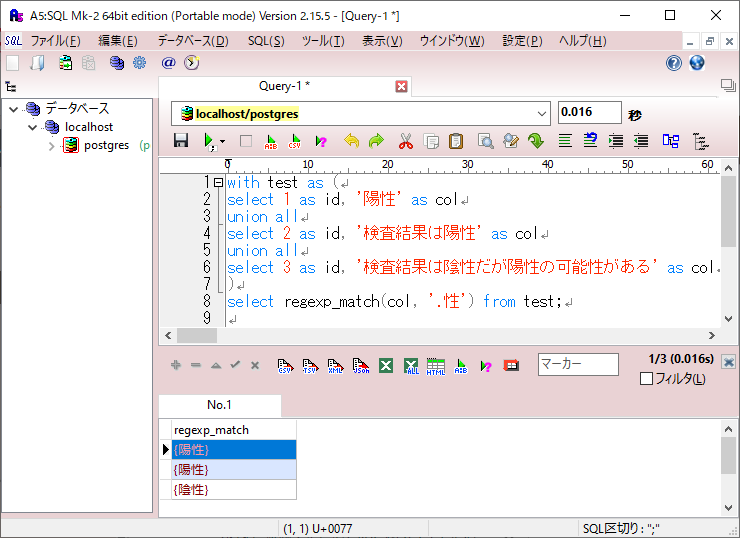 A5:SQL Mk-2 64bit edition (Portable mode) Version 2.15.5 - [Query-1 *]
SQL ファイル(F) 編集(E) データベース(D) SQL(S) ツール(T) 表示(V) ウインドウ(W) 設定(P) ヘルプ(H)
Query-1 *
データベース
localhost
postgres (p
localhost/postgres 0.016 秒
A:B CSV
0 10 20 30 40 50 60
1 with test as (
2 select 1 as id, '陽性' as col
3 union all
4 select 2 as id, '検査結果は陽性' as col
5 union all
6 select 3 as id, '検査結果は陰性だが陽性の可能性がある' as col
7 )
8 select regexp_match(col, '.性') from test;
9
CSV TSV XML JSON ALL HTML A:B マーカー 1/3 (0.016s)
フィルタ(L)
No.1
regexp_match
{陽性}
{陽性}
{陰性}
(1, 1) U+0077 SQL区切り: ";"